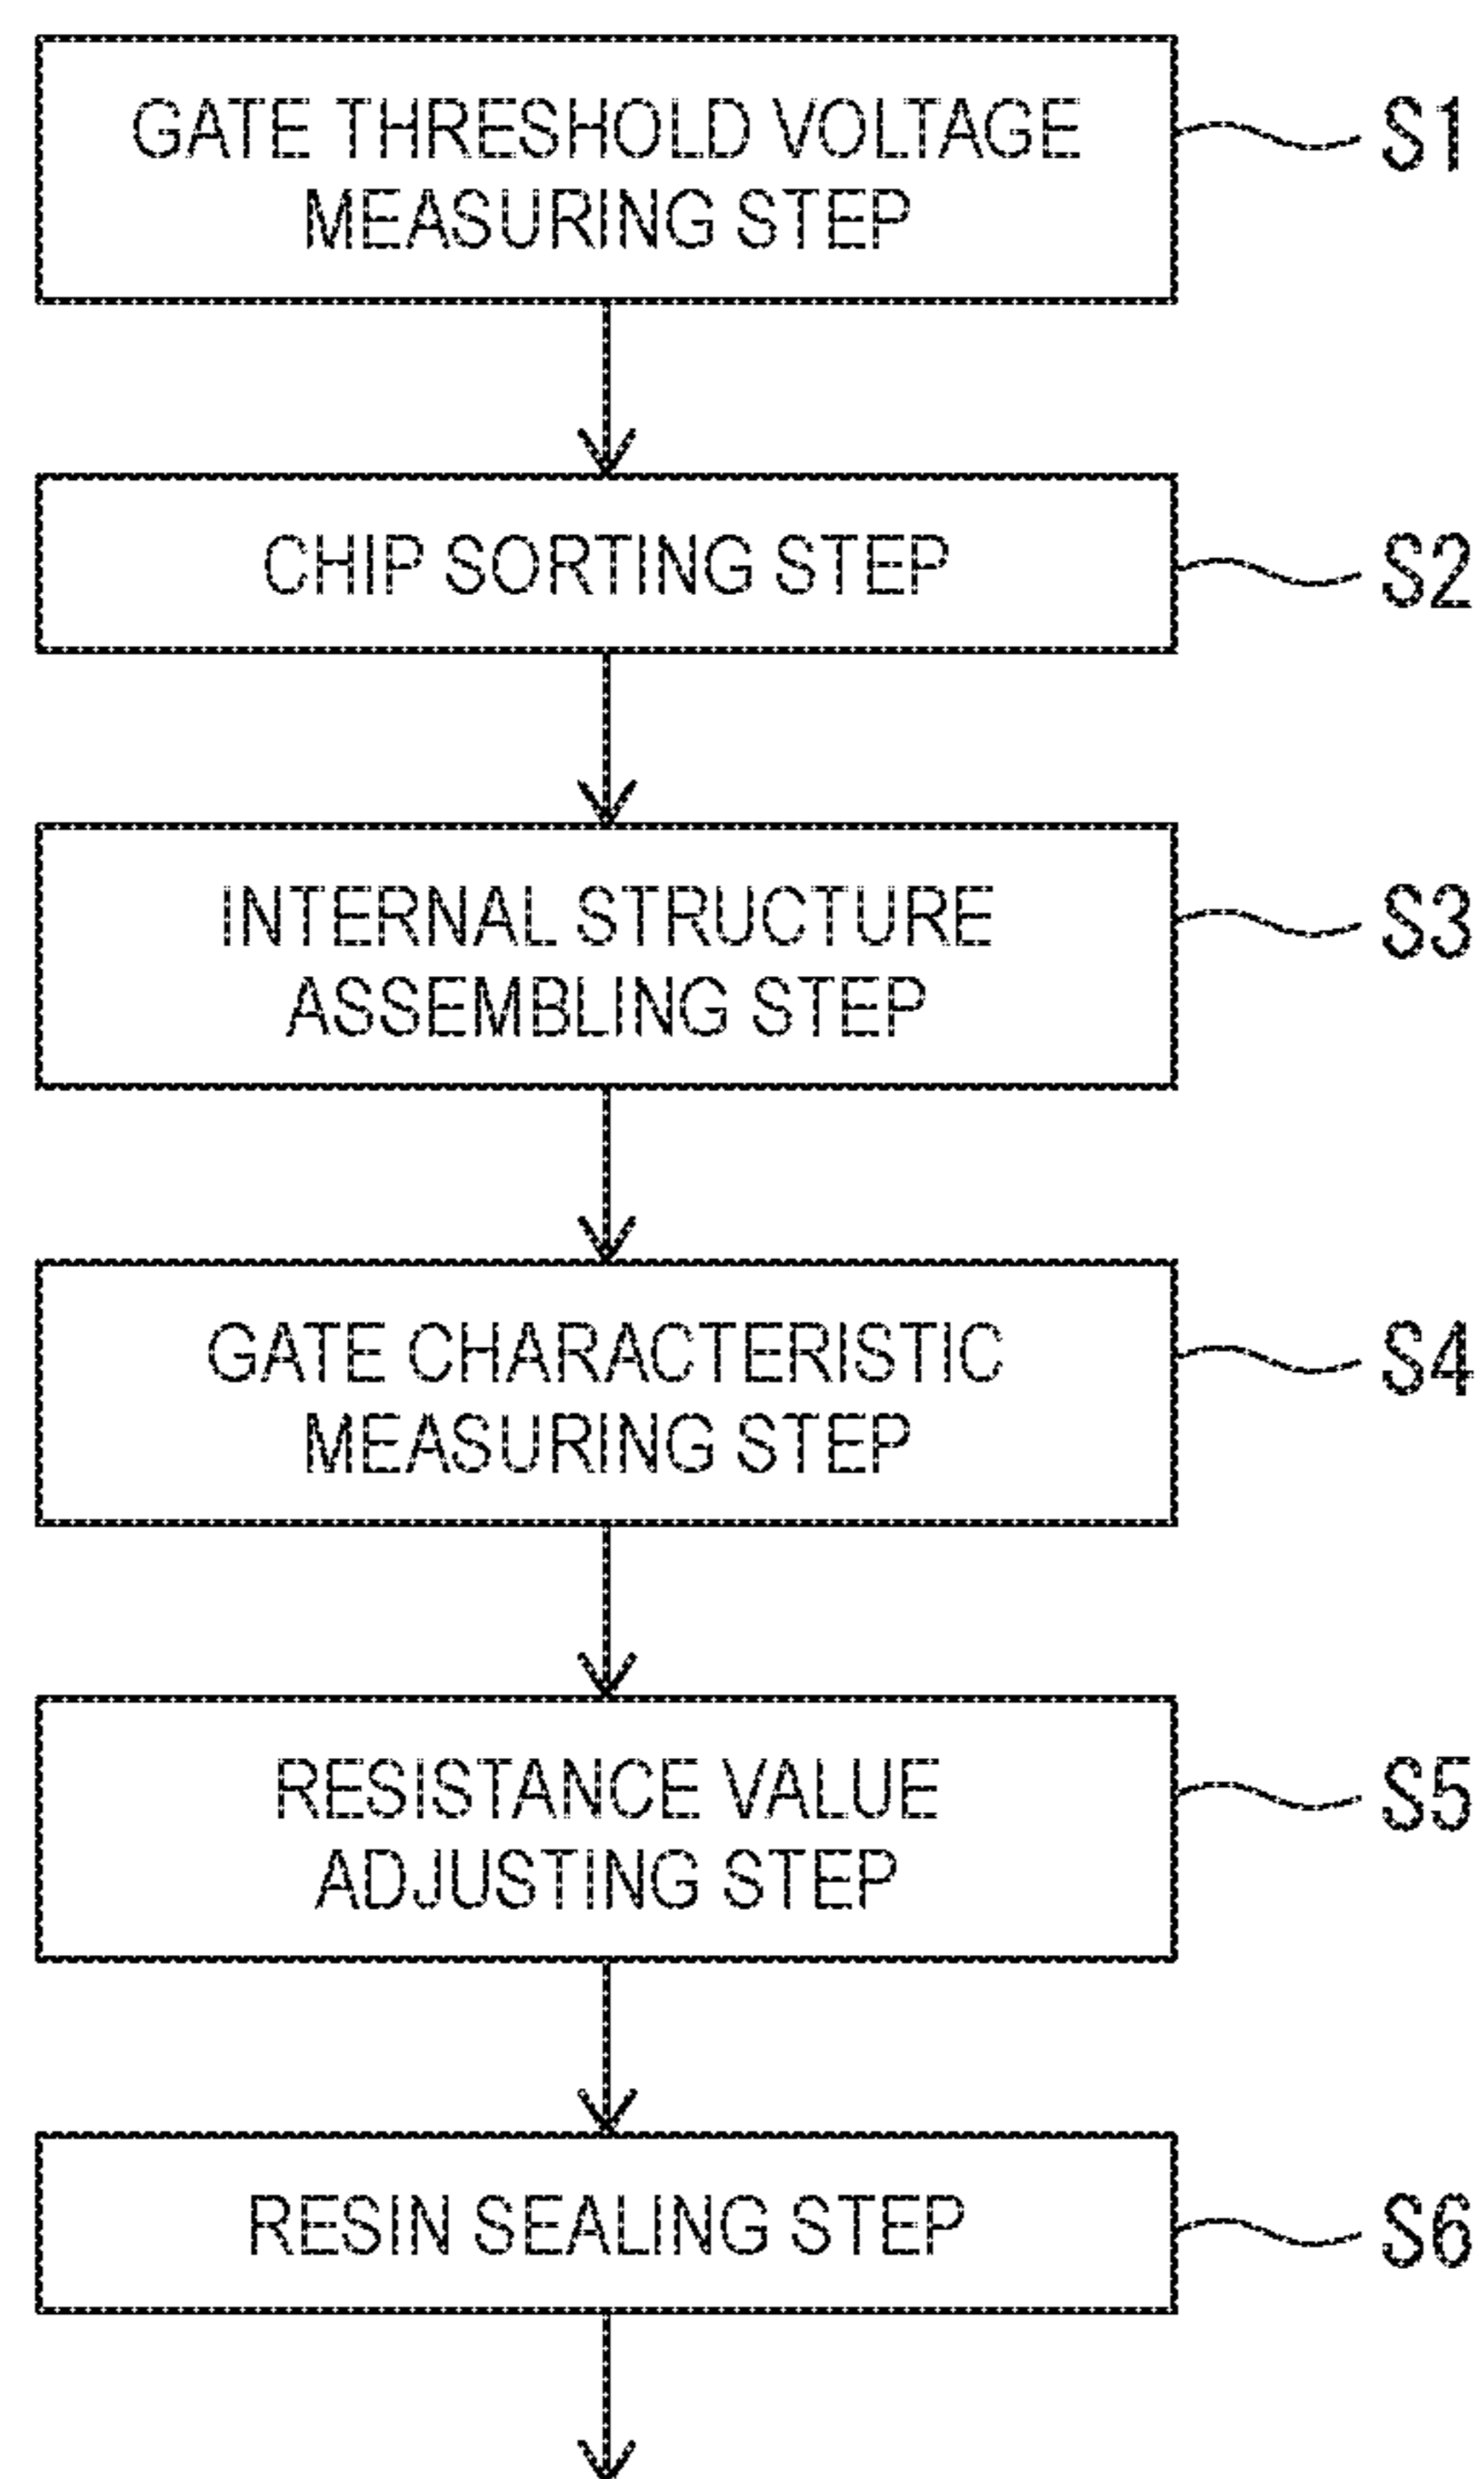 GATE THRESHOLD VOLTAGE
MEASURING STEP
S1
CHIP SORTING STEP
S2
INTERNAL STRUCTURE
ASSEMBLING STEP
S3
GATE CHARACTERISTIC
MEASURING STEP
S4
RESISTANCE VALUE
ADJUSTING STEP
S5
RESIN SEALING STEP
S6